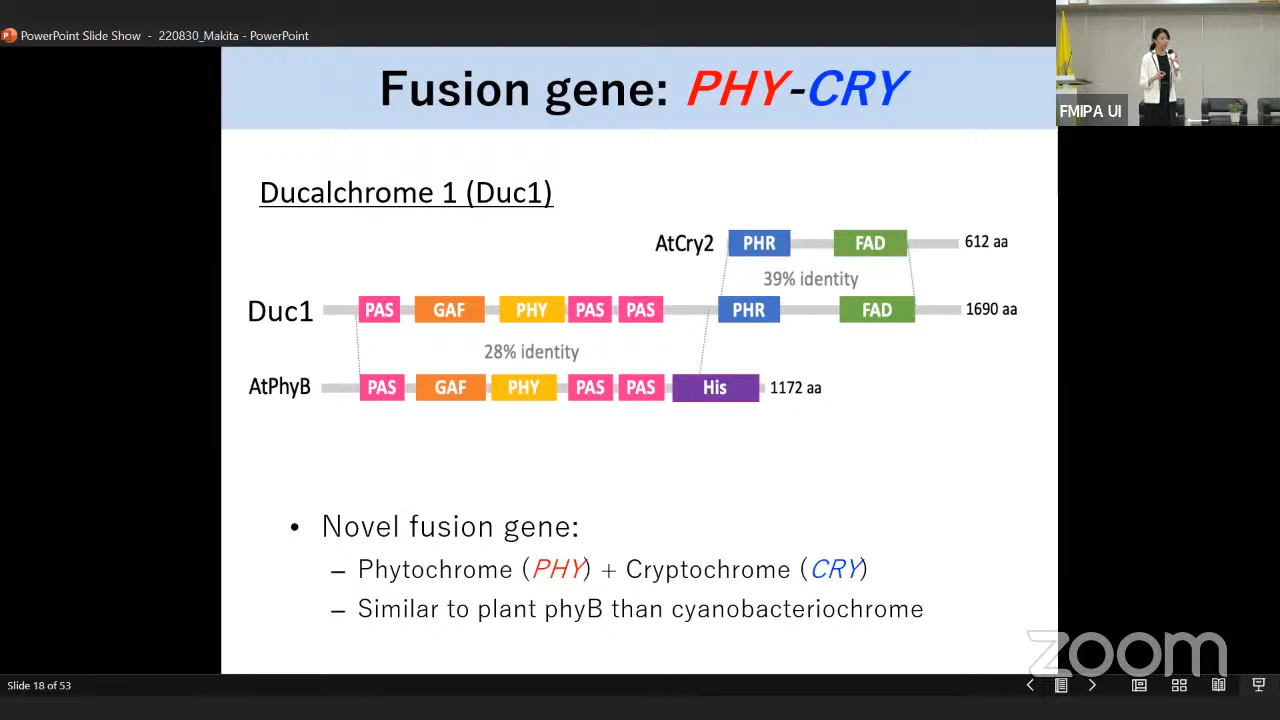 PowerPoint Slide Show - 220830_Makita - PowerPoint
FMIPA UI
Fusion gene: PHY-CRY
Ducalchrome 1 (Duc1)
AtCry2 PHR FAD 612 aa
39% identity
Duc1 PAS GAF PHY PAS PAS PHR FAD 1690 aa
28% identity
AtPhyB PAS GAF PHY PAS PAS His 1172 aa
• Novel fusion gene:
– Phytochrome (PHY) + Cryptochrome (CRY)
– Similar to plant phyB than cyanobacteriochrome
zoom
Slide 18 of 53